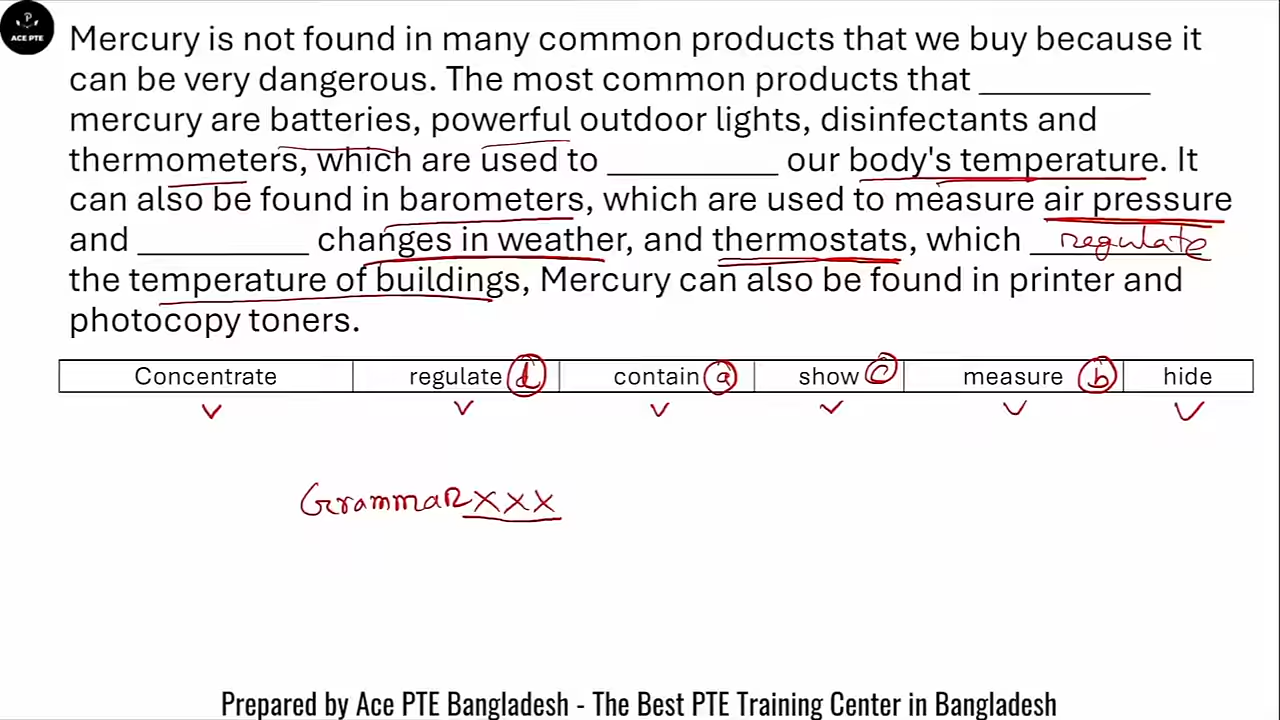 ACE PTE
Mercury is not found in many common products that we buy because it
can be very dangerous. The most common products that __________
mercury are batteries, powerful outdoor lights, disinfectants and
thermometers, which are used to __________ our body's temperature. It
can also be found in barometers, which are used to measure air pressure
and __________ changes in weather, and thermostats, which regulate
the temperature of buildings, Mercury can also be found in printer and
photocopy toners.
Concentrate regulate d contain a show c measure b hide
Grammar xxx
Prepared by Ace PTE Bangladesh - The Best PTE Training Center in Bangladesh